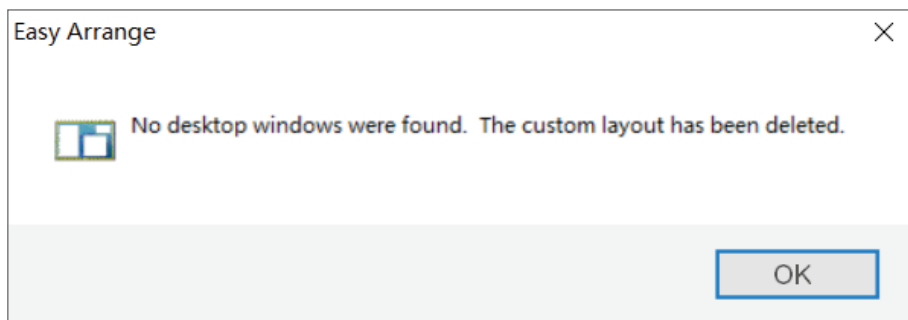 Easy Arrange
No desktop windows were found.  The custom layout has been deleted.
OK